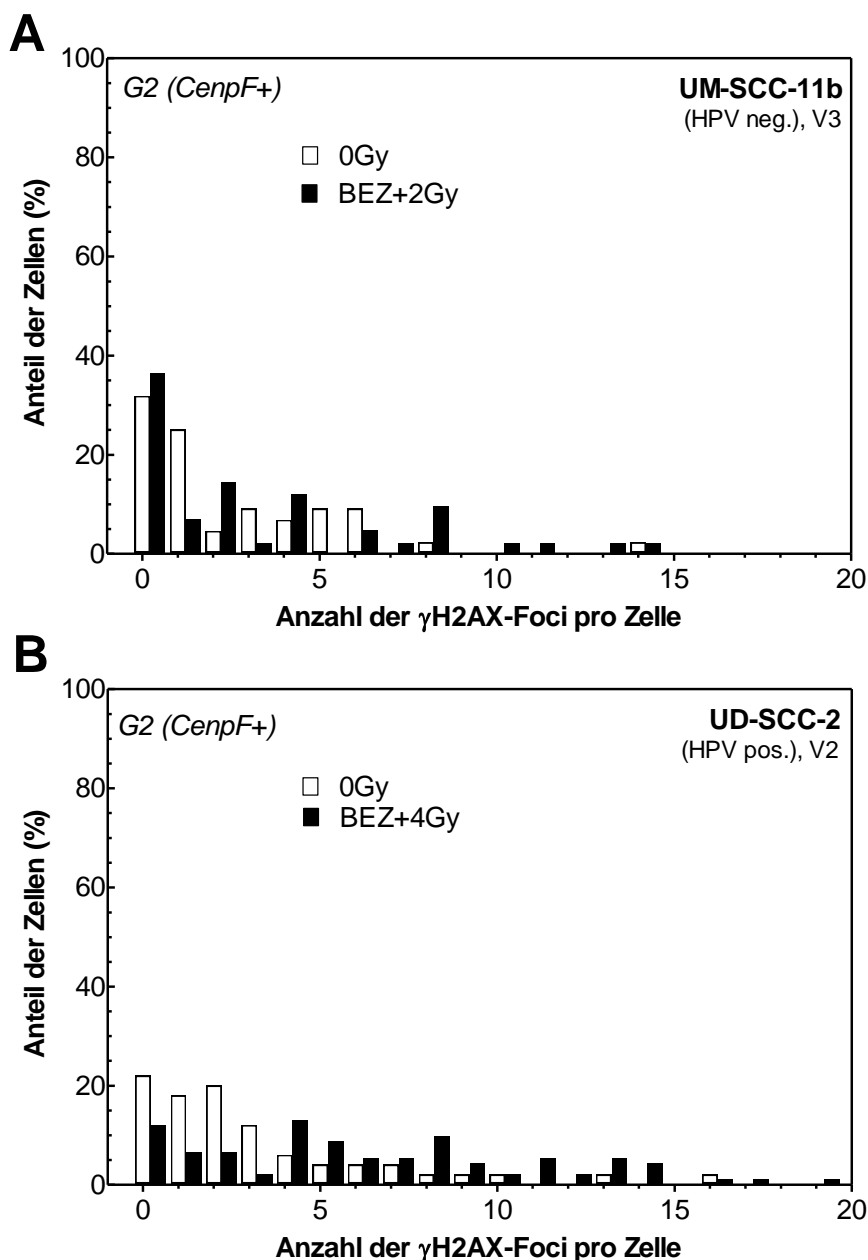 A
G2 (CenpF+)
UM-SCC-11b
(HPV neg.), V3
0Gy
BEZ+2Gy
Anteil der Zellen (%)
100
80
60
40
20
0
0 5 10 15 20
Anzahl der γH2AX-Foci pro Zelle
B
G2 (CenpF+)
UD-SCC-2
(HPV pos.), V2
0Gy
BEZ+4Gy
Anteil der Zellen (%)
100
80
60
40
20
0
0 5 10 15 20
Anzahl der γH2AX-Foci pro Zelle